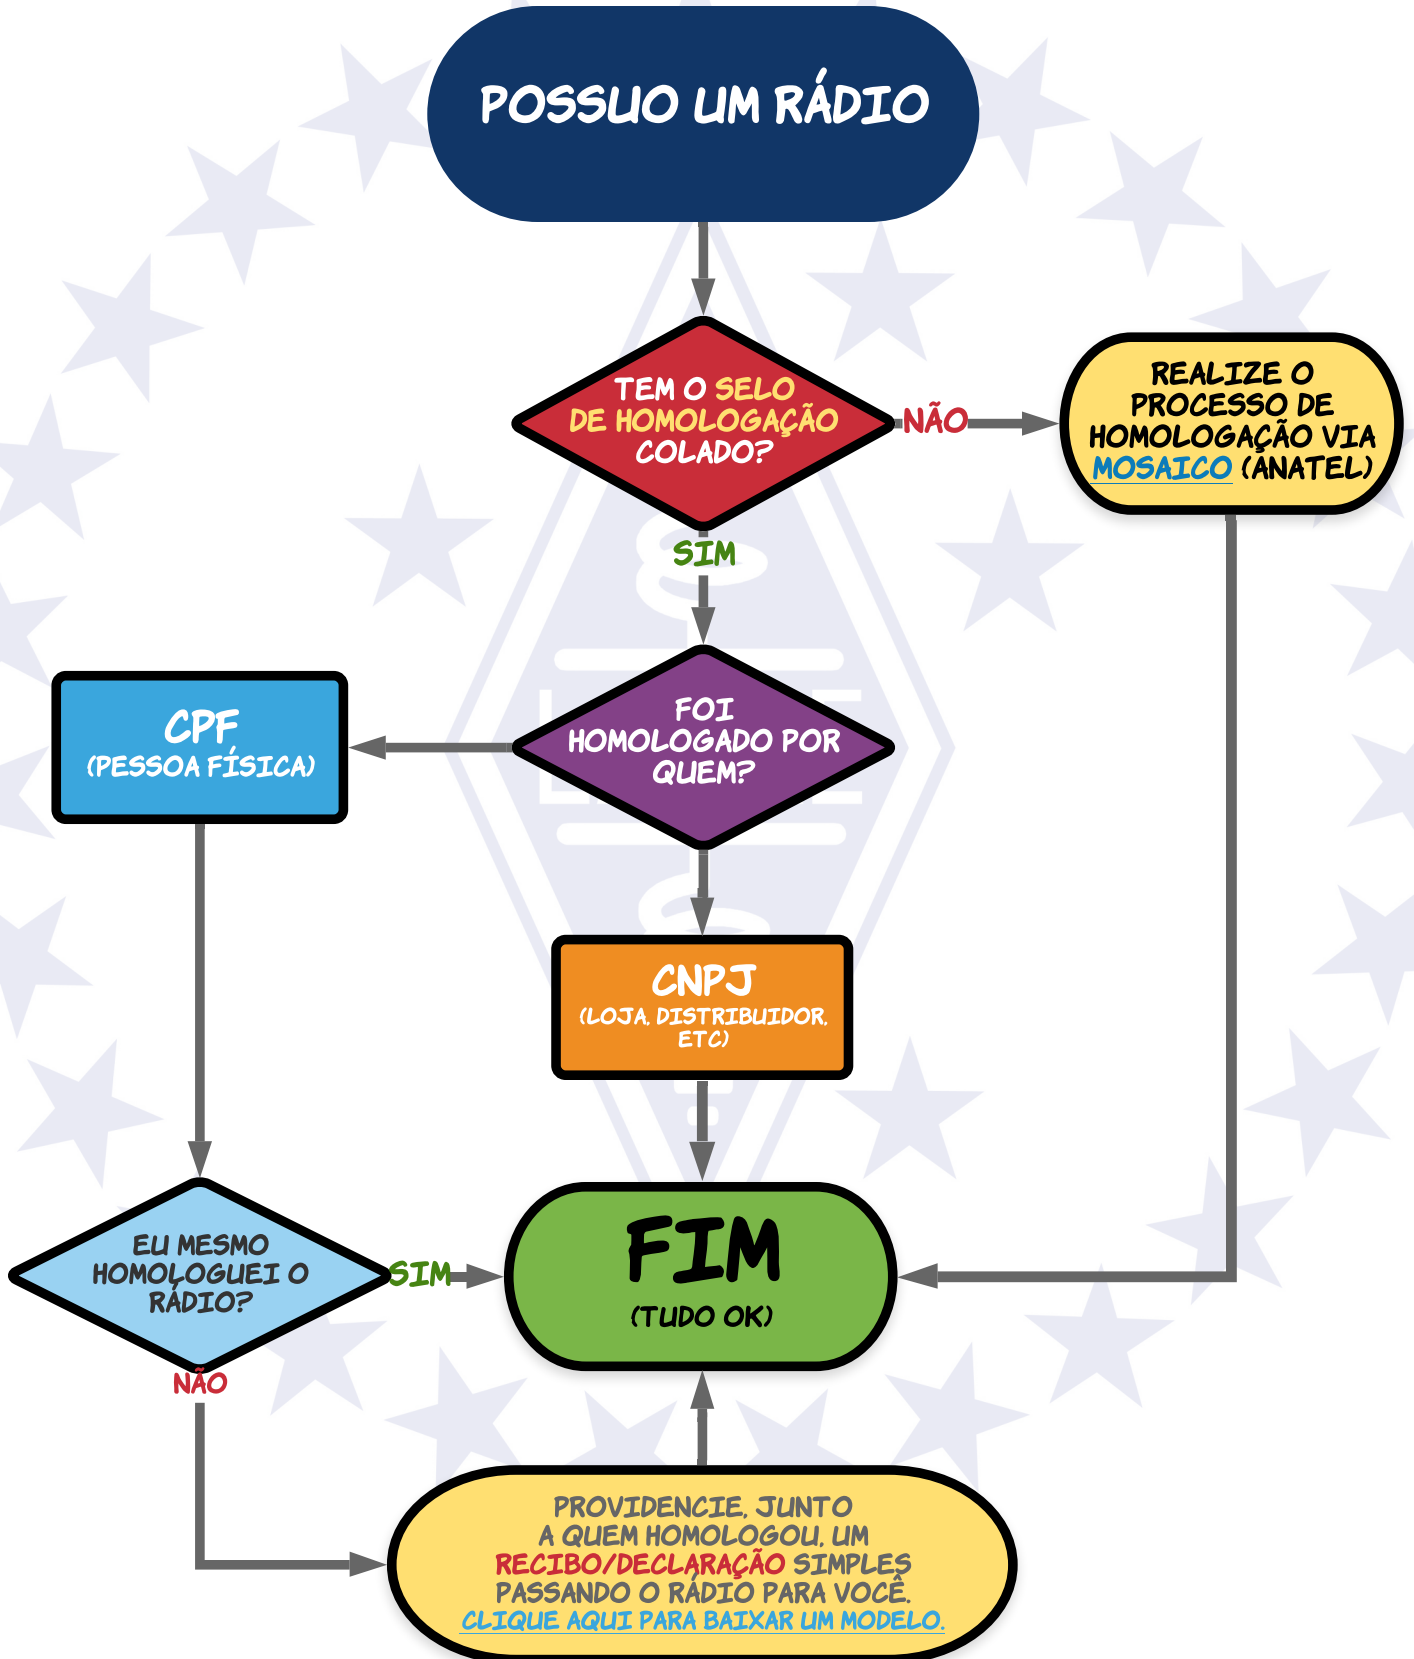 POSSUO UM RÁDIO
TEM O SELO
DE HOMOLOGAÇÃO
COLADO?
NÃO
REALIZE O
PROCESSO DE
HOMOLOGAÇÃO VIA
MOSAICO (ANATEL)
SIM
FOI
HOMOLOGADO POR
QUEM?
CPF
(PESSOA FÍSICA)
CNPJ
(LOJA, DISTRIBUIDOR,
ETC)
EU MESMO
HOMOLOGUEI O
RÁDIO?
SIM
FIM
(TUDO OK)
NÃO
PROVIDENCIE, JUNTO
A QUEM HOMOLOGOU, UM
RECIBO/DECLARAÇÃO SIMPLES
PASSANDO O RÁDIO PARA VOCÊ.
CLIQUE AQUI PARA BAIXAR UM MODELO.